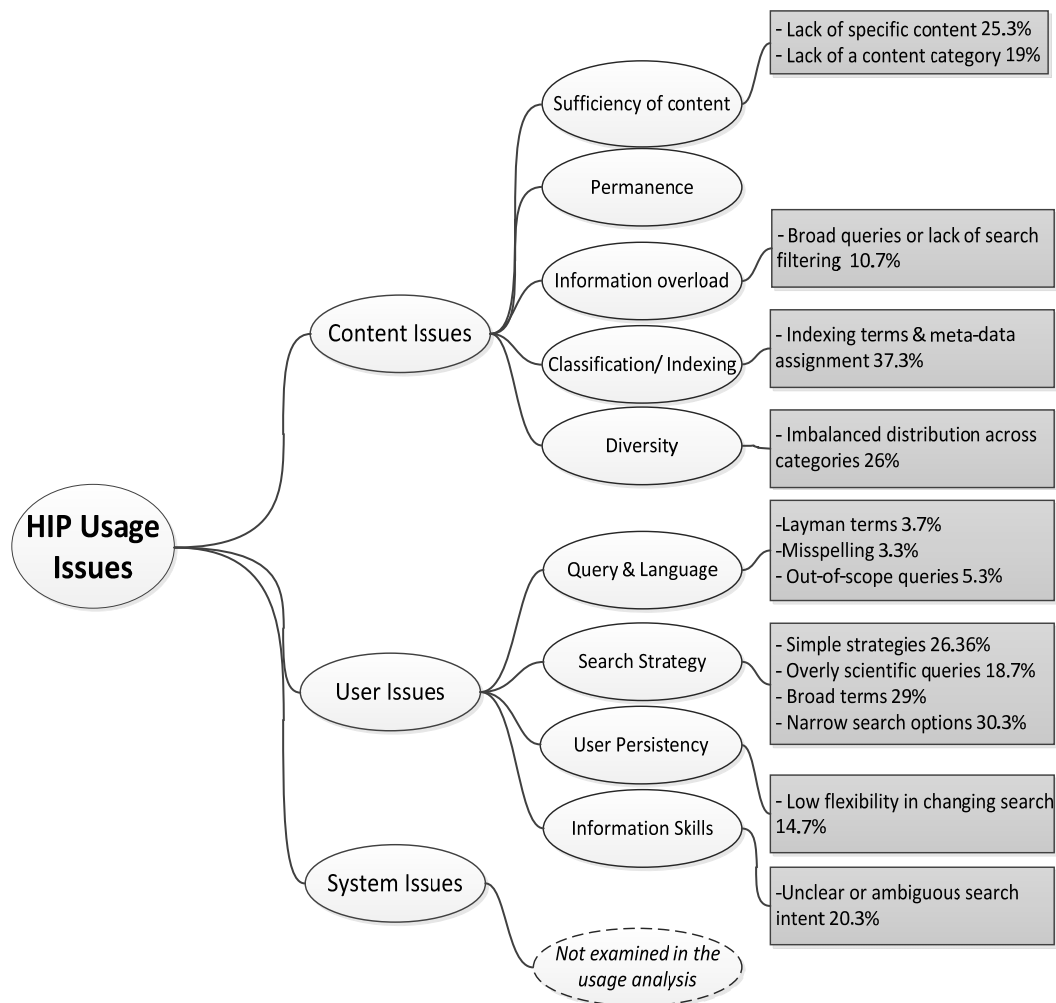 HIP Usage
Issues
Content Issues
Sufficiency of content
- Lack of specific content 25.3%
- Lack of a content category 19%
Permanence
Information overload
- Broad queries or lack of search
filtering 10.7%
Classification/ Indexing
- Indexing terms & meta-data
assignment 37.3%
Diversity
- Imbalanced distribution across
categories 26%
User Issues
Query & Language
-Layman terms 3.7%
-Misspelling 3.3%
- Out-of-scope queries 5.3%
Search Strategy
- Simple strategies 26.36%
- Overly scientific queries 18.7%
- Broad terms 29%
- Narrow search options 30.3%
User Persistency
- Low flexibility in changing search
14.7%
Information Skills
-Unclear or ambiguous search
intent 20.3%
System Issues
Not examined in the
usage analysis